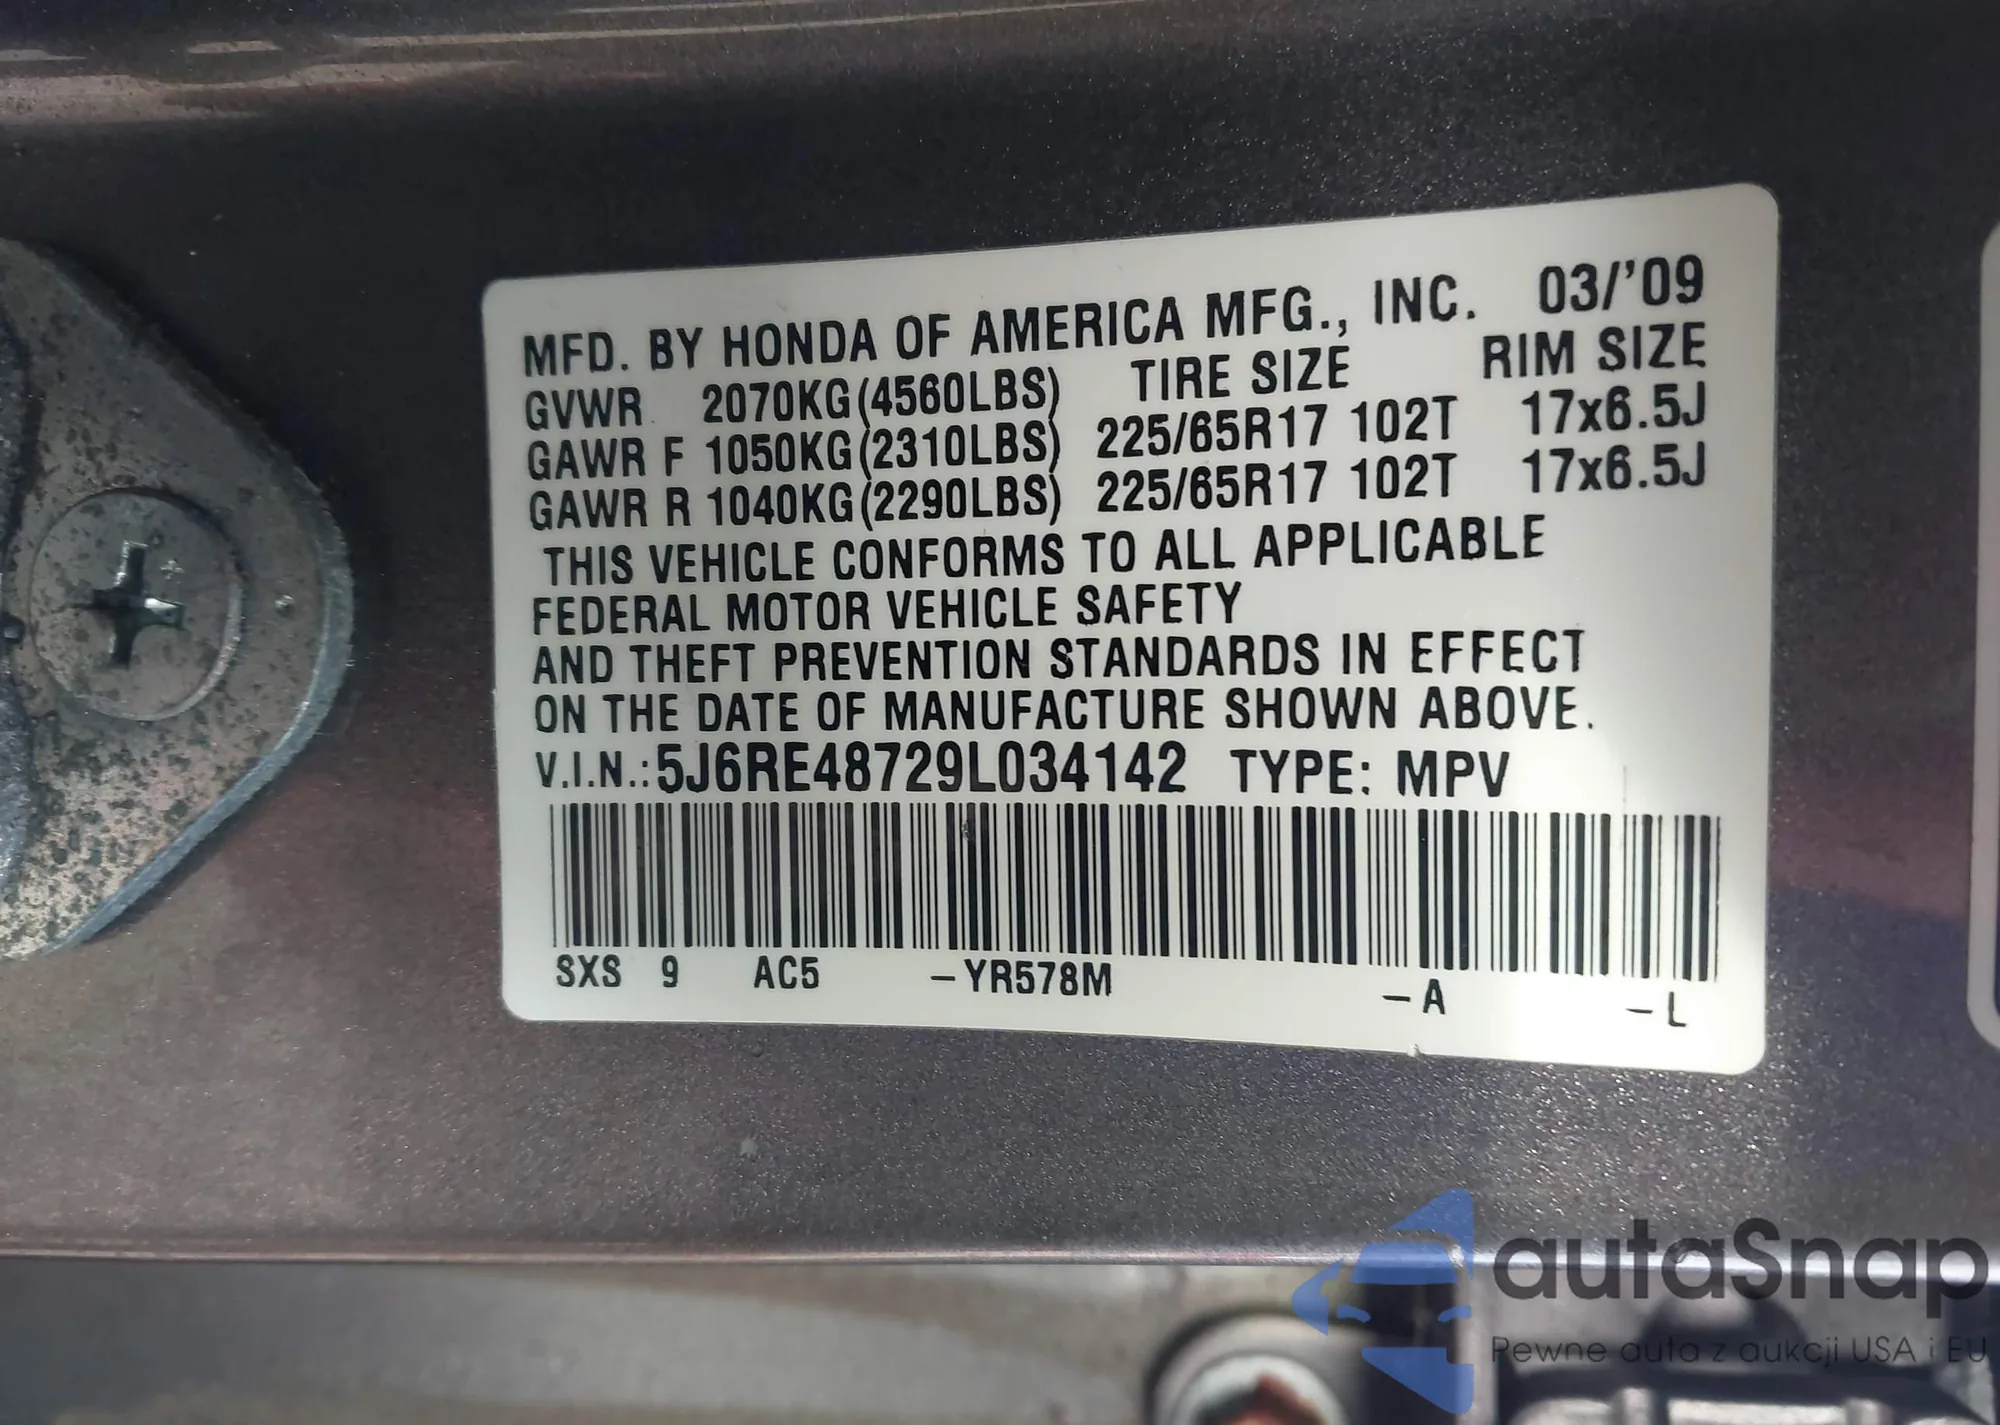 MFD. BY HONDA OF AMERICA MFG., INC. 03/'09
GVWR 2070KG(4560LBS) TIRE SIZE RIM SIZE
GAWR F 1050KG(2310LBS) 225/65R17 102T 17x6.5J
GAWR R 1040KG(2290LBS) 225/65R17 102T 17x6.5J
THIS VEHICLE CONFORMS TO ALL APPLICABLE
FEDERAL MOTOR VEHICLE SAFETY
AND THEFT PREVENTION STANDARDS IN EFFECT
ON THE DATE OF MANUFACTURE SHOWN ABOVE.
V.I.N.:5J6RE48729L034142 TYPE: MPV
SXS 9 AC5 -YR578M -A -L
autaSnap
Pewne auta z aukcji USA i EU